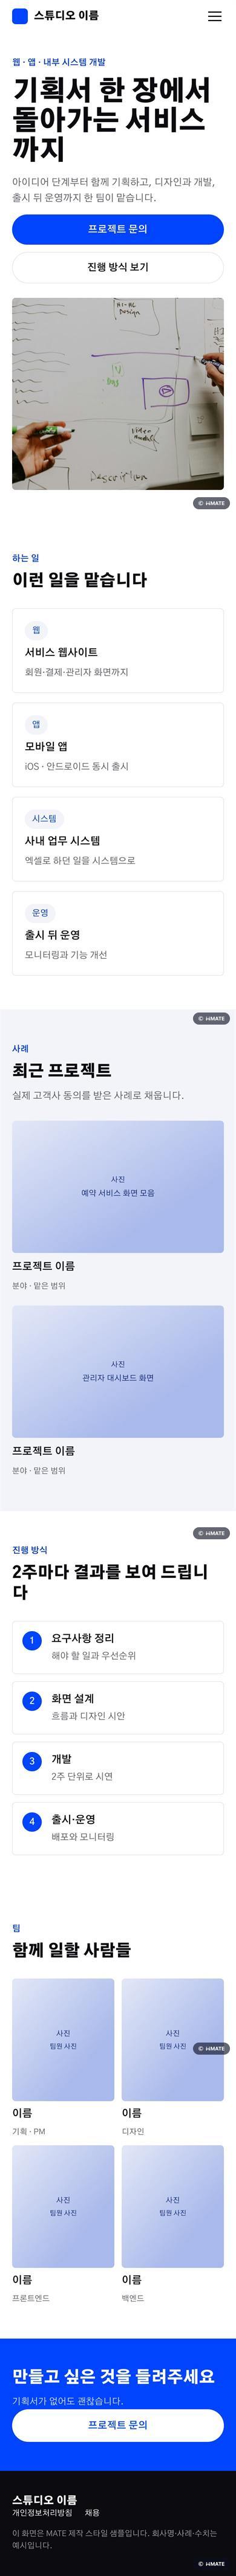 스튜디오 이름
웹 · 앱 · 내부 시스템 개발
기획서 한 장에서
돌아가는 서비스
까지
아이디어 단계부터 함께 기획하고, 디자인과 개발,
출시 뒤 운영까지 한 팀이 맡습니다.
프로젝트 문의
진행 방식 보기
Hi-Fi
Design
Description
© MATE
하는 일
이런 일을 맡습니다
웹
서비스 웹사이트
회원·결제·관리자 화면까지
앱
모바일 앱
iOS · 안드로이드 동시 출시
시스템
사내 업무 시스템
엑셀로 하던 일을 시스템으로
운영
출시 뒤 운영
모니터링과 기능 개선
© MATE
사례
최근 프로젝트
실제 고객사 동의를 받은 사례로 채웁니다.
사진
예약 서비스 화면 모음
프로젝트 이름
분야 · 맡은 범위
사진
관리자 대시보드 화면
프로젝트 이름
분야 · 맡은 범위
© MATE
진행 방식
2주마다 결과를 보여 드립니
다
1 요구사항 정리
해야 할 일과 우선순위
2 화면 설계
흐름과 디자인 시안
3 개발
2주 단위로 시연
4 출시·운영
배포와 모니터링
팀
함께 일할 사람들
사진 사진
팀원 사진 팀원 사진
© MATE
이름 이름
기획 · PM 디자인
사진 사진
팀원 사진 팀원 사진
이름 이름
프론트엔드 백엔드
만들고 싶은 것을 들려주세요
기획서가 없어도 괜찮습니다.
프로젝트 문의
스튜디오 이름
개인정보처리방침 채용
이 화면은 MATE 제작 스타일 샘플입니다. 회사명·사례·수치는
예시입니다.
© MATE